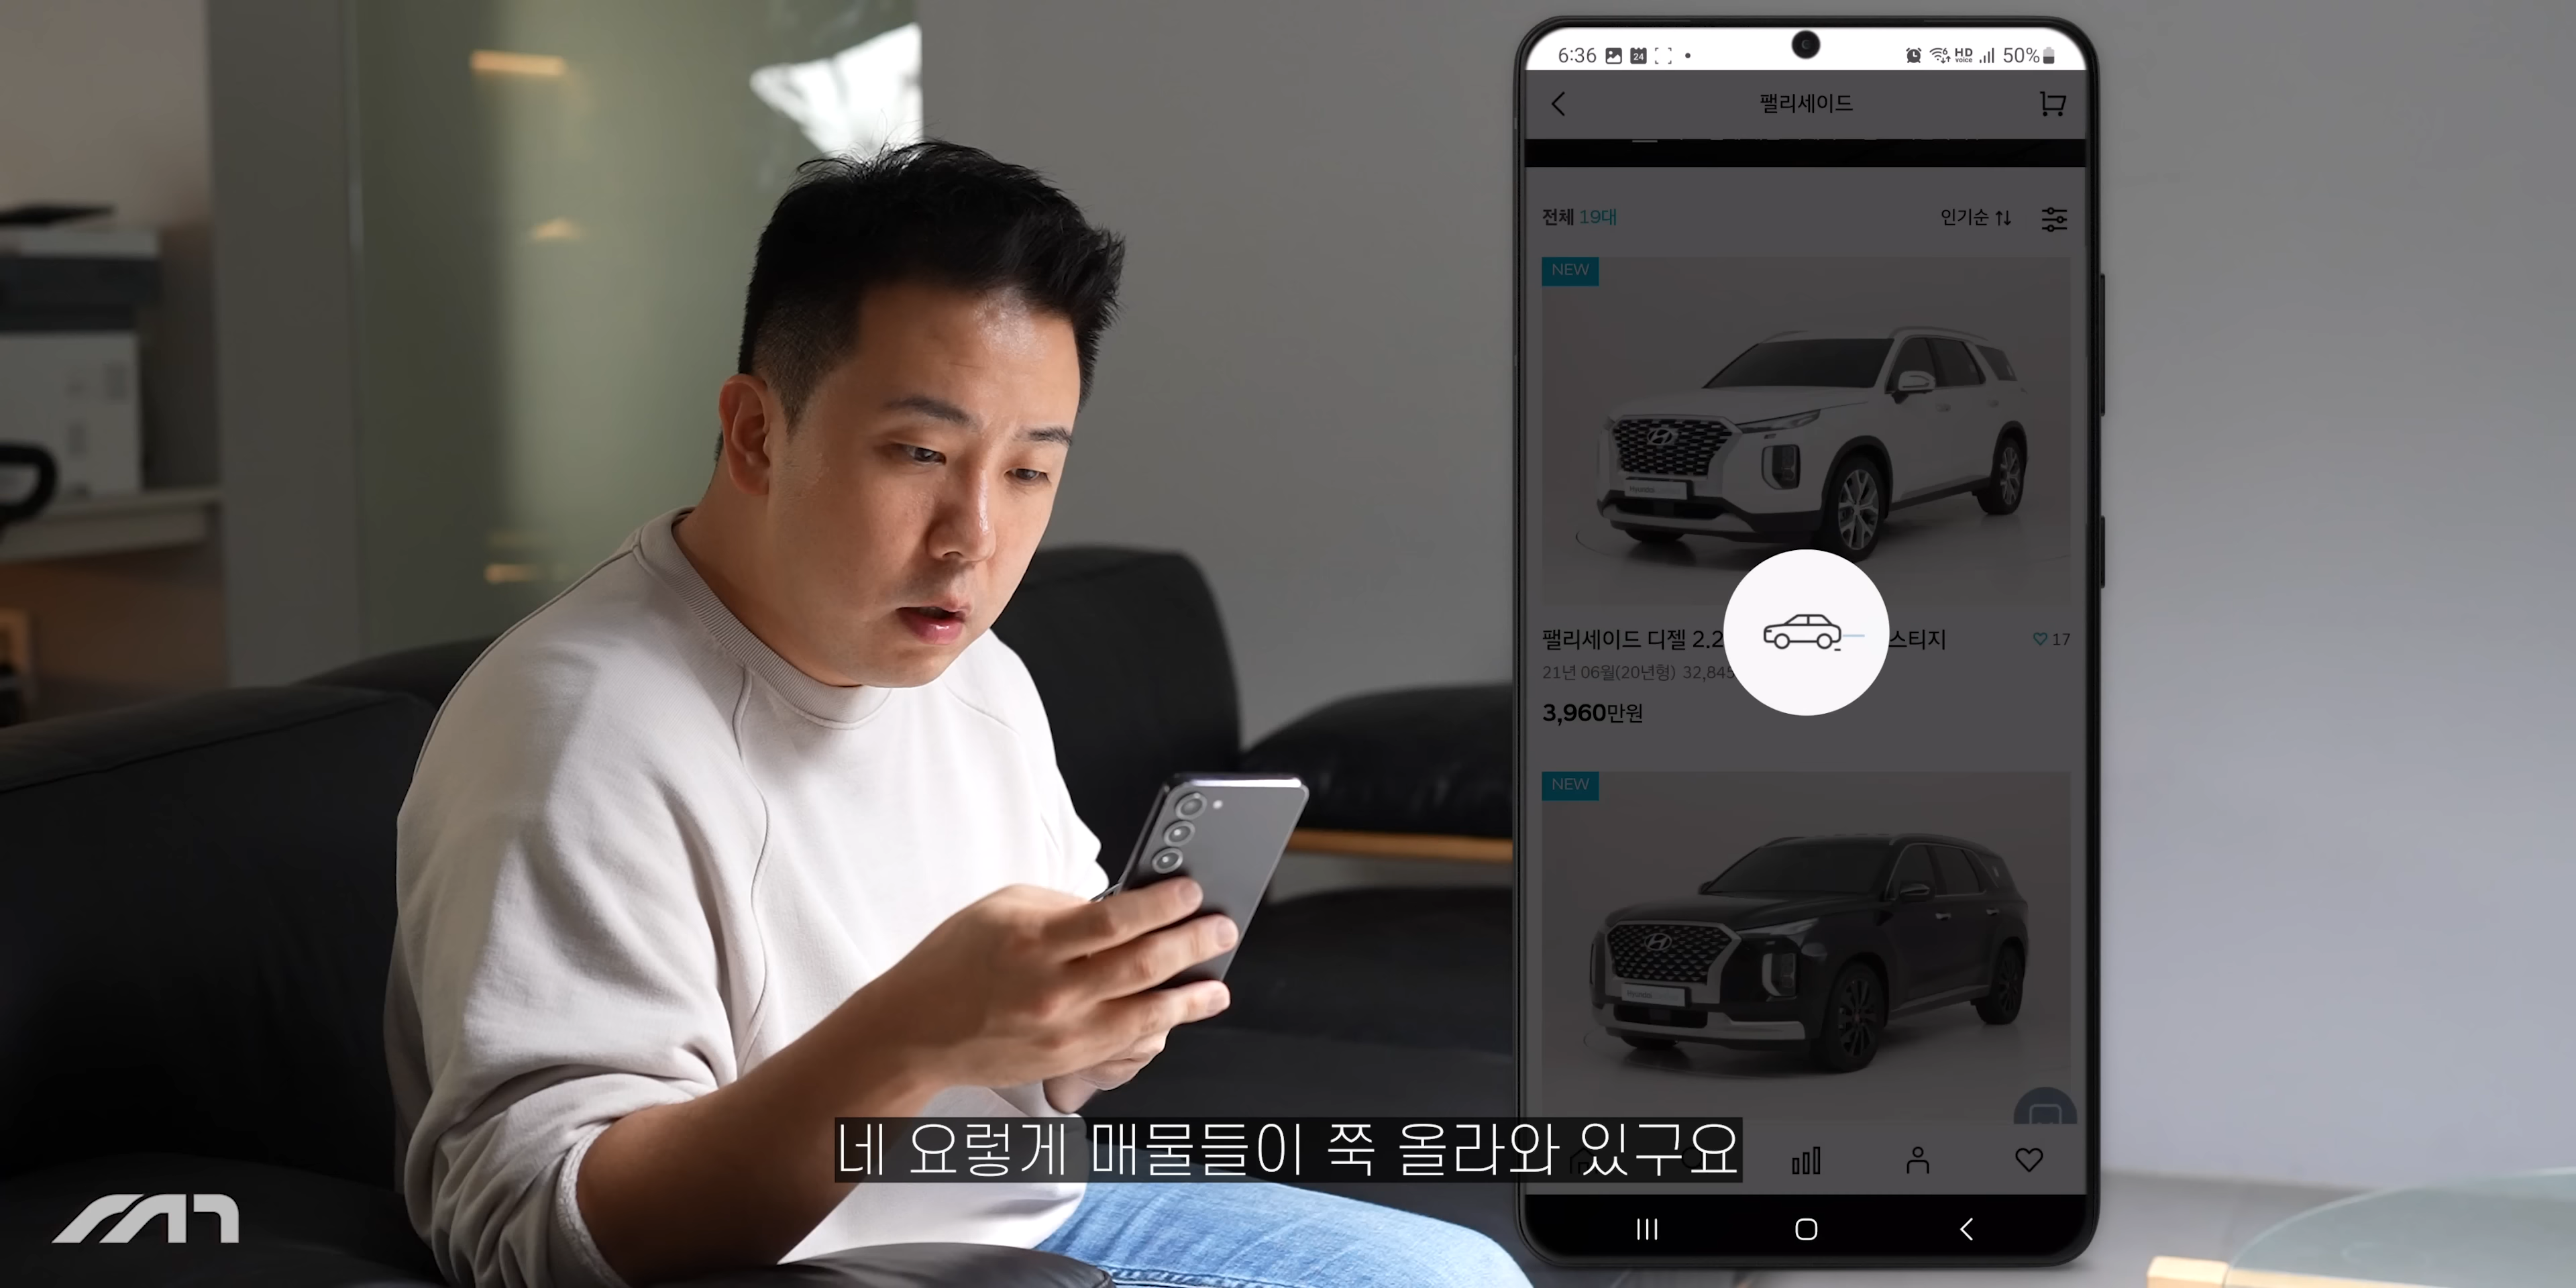 6:36
24
HD
voice
50%
팰리세이드
전체 19대
인기순
NEW
팰리세이드 디젤 2.2 스티지
17
21년 06월(20년형) 32,845
3,960만원
NEW
네 요렇게 매물들이 쭉 올라와 있구요